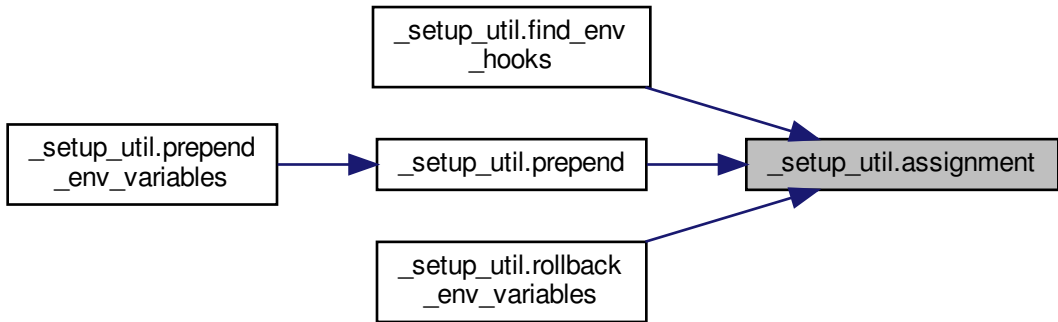 _setup_util.find_env
_hooks
_setup_util.prepend
_env_variables
_setup_util.prepend
_setup_util.assignment
_setup_util.rollback
_env_variables